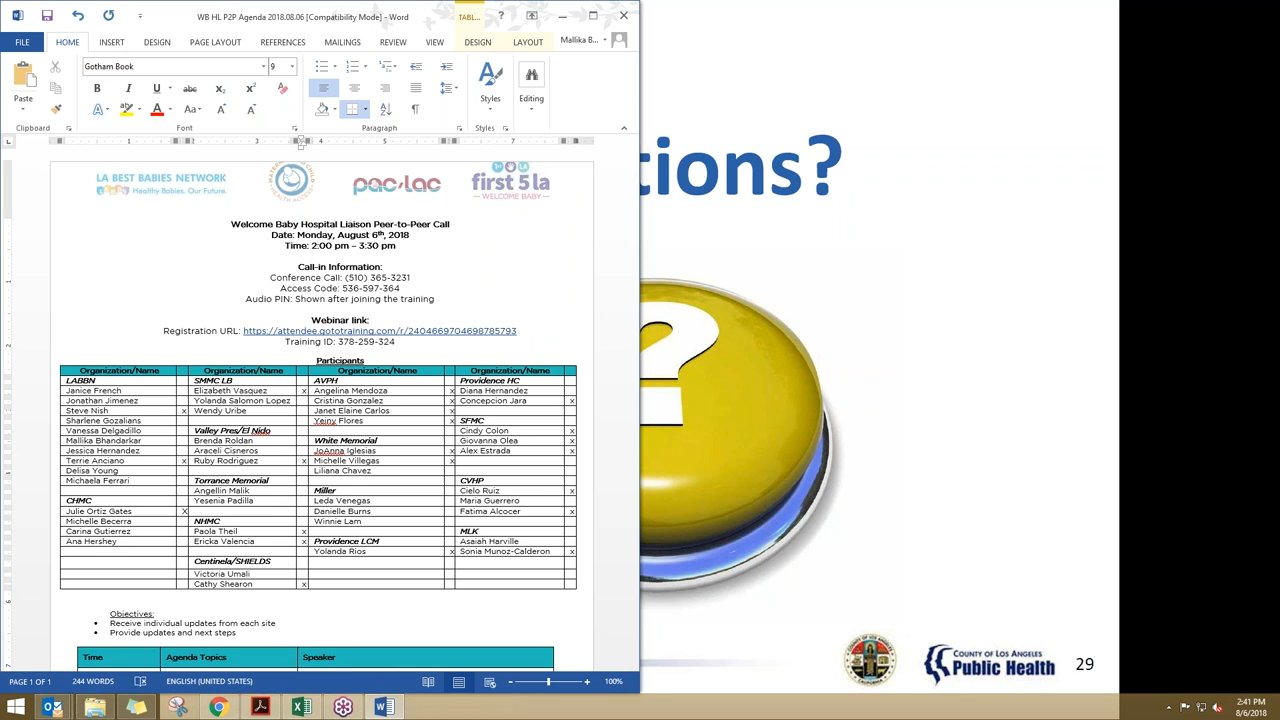 WB HL P2P Agenda 2018.08.06 [Compatibility Mode] - Word
TABL...
?
FILE
HOME
INSERT
DESIGN
PAGE LAYOUT
REFERENCES
MAILINGS
REVIEW
VIEW
DESIGN
LAYOUT
Mallika B...
Gotham Book
9
Paste
Styles
Editing
Clipboard
Font
Paragraph
Styles
LA BEST BABIES NETWORK
Healthy Babies. Our Future.
pac/lac
first 5 la
WELCOME BABY
Welcome Baby Hospital Liaison Peer-to-Peer Call
Date: Monday, August 6th, 2018
Time: 2:00 pm – 3:30 pm
Call-in Information:
Conference Call: (510) 365-3231
Access Code: 536-597-364
Audio PIN: Shown after joining the training
Webinar link:
Registration URL: https://attendee.gototraining.com/r/2404669704698785793
Training ID: 378-259-324
Participants
Organization/Name Organization/Name Organization/Name Organization/Name
LABBN SMMC LB AVPH Providence HC
Janice French Elizabeth Vasquez x Angelina Mendoza x Diana Hernandez
Jonathan Jimenez Yolanda Salomon Lopez Cristina Gonzalez x Concepcion Jara x
Steve Nish x Wendy Uribe Janet Elaine Carlos x
Sharlene Gozalians Yeiny Flores x SFMC
Vanessa Delgadillo Valley Pres/El Nido Cindy Colon x
Mallika Bhandarkar Brenda Roldan White Memorial Giovanna Olea x
Jessica Hernandez Araceli Cisneros JoAnna Iglesias x Alex Estrada x
Terrie Anciano x Ruby Rodriguez x Michelle Villegas x
Delisa Young Liliana Chavez
Michaela Ferrari Torrance Memorial CVHP
Angellin Malik Miller Cielo Ruiz x
CHMC Yesenia Padilla Leda Venegas Maria Guerrero
Julie Ortiz Gates X Danielle Burns Fatima Alcocer x
Michelle Becerra NHMC Winnie Lam
Carina Gutierrez Paola Theil x MLK
Ana Hershey Ericka Valencia x Providence LCM Asaiah Harville
Yolanda Rios x Sonia Munoz-Calderon x
Centinela/SHIELDS
Victoria Umali
Cathy Shearon x
Objectives:
Receive individual updates from each site
Provide updates and next steps
Time Agenda Topics Speaker
PAGE 1 OF 1
244 WORDS
ENGLISH (UNITED STATES)
100%
tions?
?
COUNTY OF LOS ANGELES
Public Health
29
2:41 PM
8/6/2018